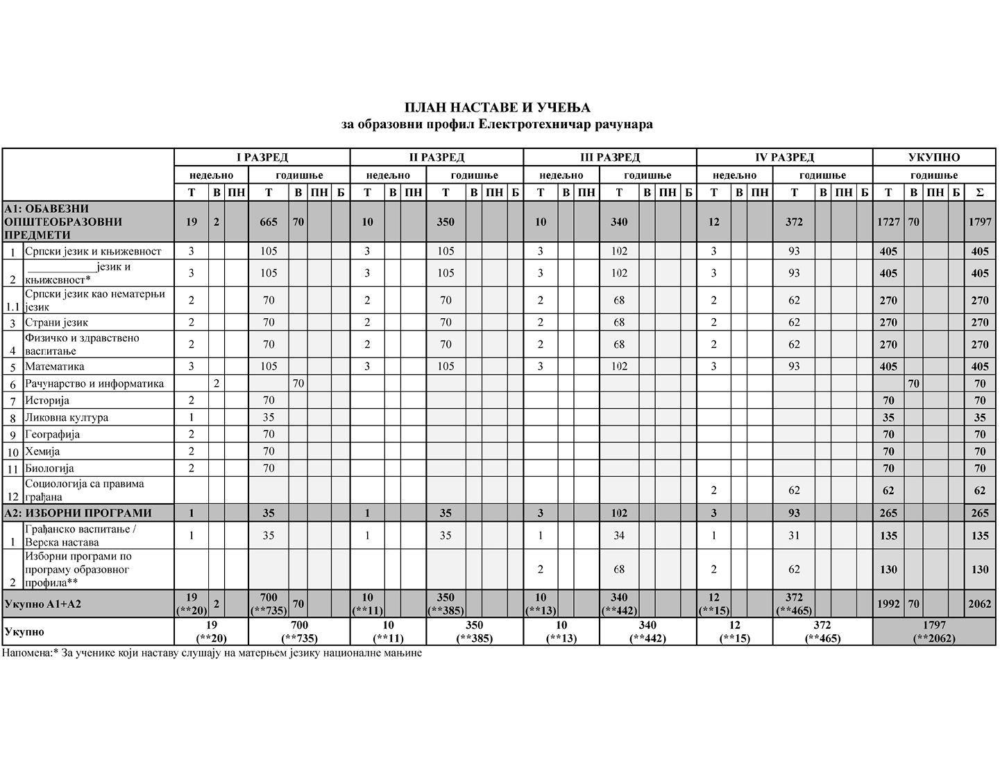 ПЛАН НАСТАВЕ И УЧЕЊА
за образовни профил Електротехничар рачунара
I РАЗРЕД II РАЗРЕД III РАЗРЕД IV РАЗРЕД УКУПНО
недељно годишње недељно годишње недељно годишње недељно годишње годишње
Т В ПН Т В ПН Б Т В ПН Т В ПН Б Т В ПН Т В ПН Б Т В ПН Т В ПН Б Т В ПН Б Σ
А1: ОБАВЕЗНИ
ОПШТЕОБРАЗОВНИ
ПРЕДМЕТИ
19 2 665 70 10 350 10 340 12 372 1727 70 1797
1 Српски језик и књижевност 3 105 3 105 3 102 3 93 405 405
2 ____________језик и
књижевност*
3 105 3 105 3 102 3 93 405 405
1.1 Српски језик као нематерњи
језик
2 70 2 70 2 68 2 62 270 270
3 Страни језик 2 70 2 70 2 68 2 62 270 270
4 Физичко и здравствено
васпитање
2 70 2 70 2 68 2 62 270 270
5 Математика 3 105 3 105 3 102 3 93 405 405
6 Рачунарство и информатика 2 70 70 70
7 Историја 2 70 70 70
8 Ликовна култура 1 35 35 35
9 Географија 2 70 70 70
10 Хемија 2 70 70 70
11 Биологија 2 70 70 70
12 Социологија са правима
грађана
2 62 62 62
А2: ИЗБОРНИ ПРОГРАМИ 1 35 1 35 3 102 3 93 265 265
1 Грађанско васпитање /
Верска настава
1 35 1 35 1 34 1 31 135 135
2 Изборни програми по
програму образовног
профила**
2 68 2 62 130 130
Укупно А1+А2 19 2 700 70 10 350 10 340 12 372 1992 70 2062
(**20) (**735) (**11) (**385) (**13) (**442) (**15) (**465)
Укупно 19 700 10 350 10 340 12 372 1797
(**20) (**735) (**11) (**385) (**13) (**442) (**15) (**465) (**2062)
Напомена:* За ученике који наставу слушају на матерњем језику националне мањине